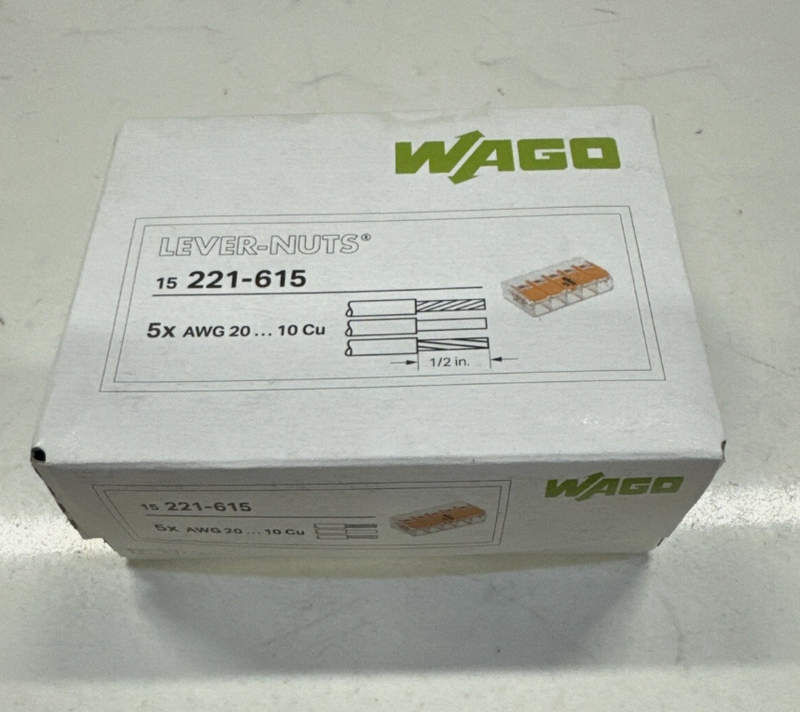 WAGO
LEVER-NUTS®
15 221-615
5x AWG 20 ... 10 Cu
1/2 in.
WAGO
15 221-615
5x AWG 20 ... 10 Cu